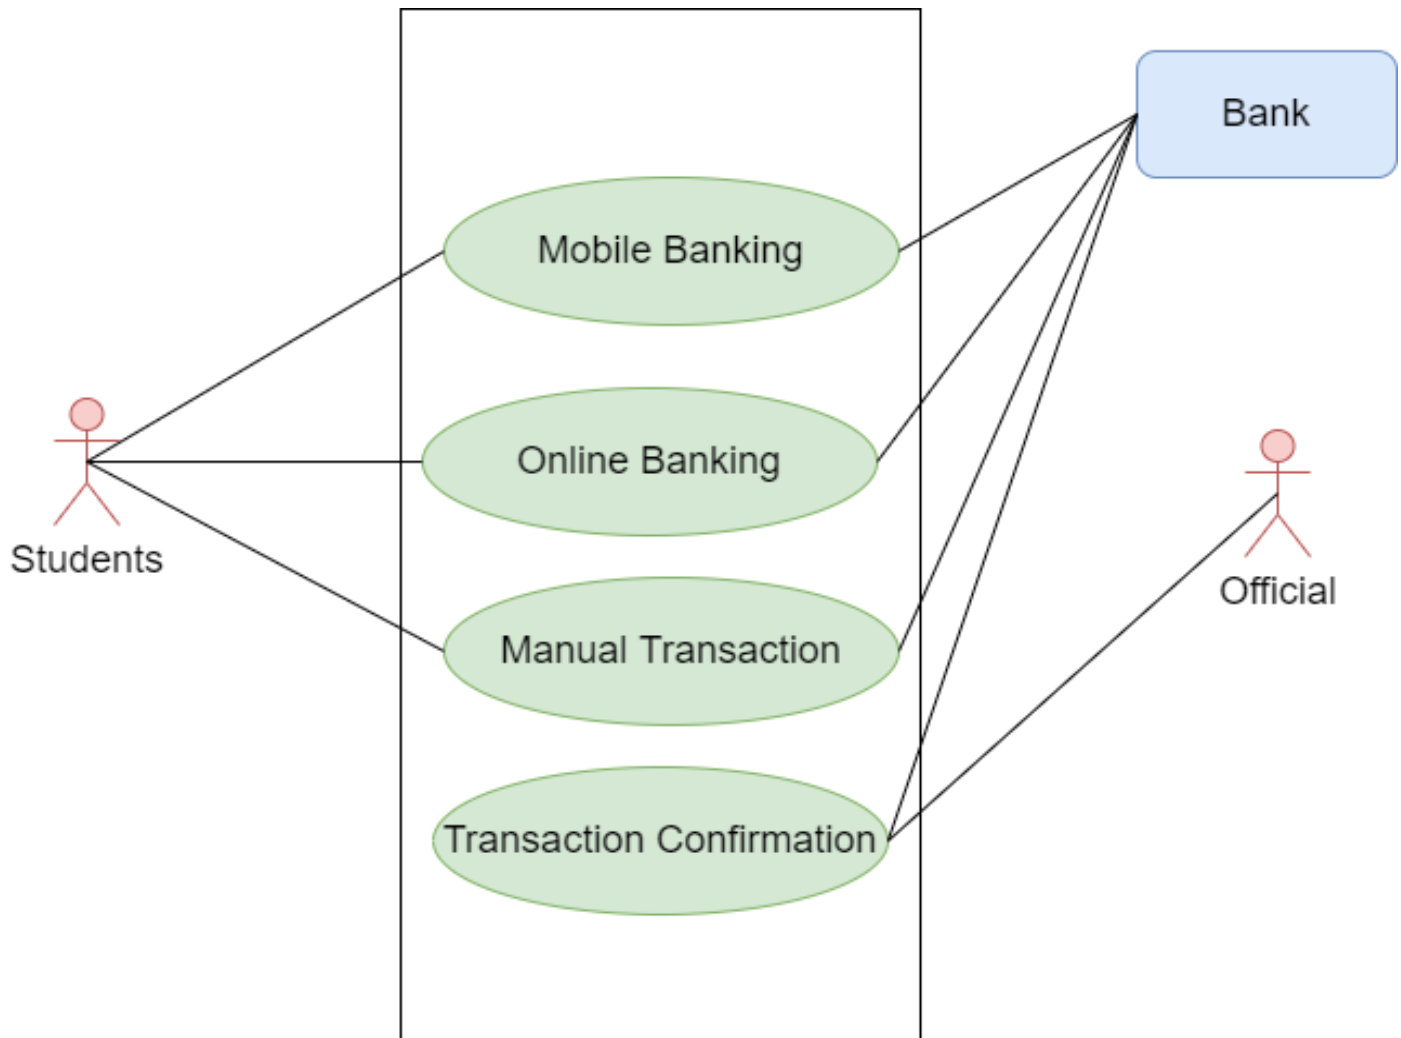 Bank
Mobile Banking
Online Banking
Students
Official
Manual Transaction
Transaction Confirmation